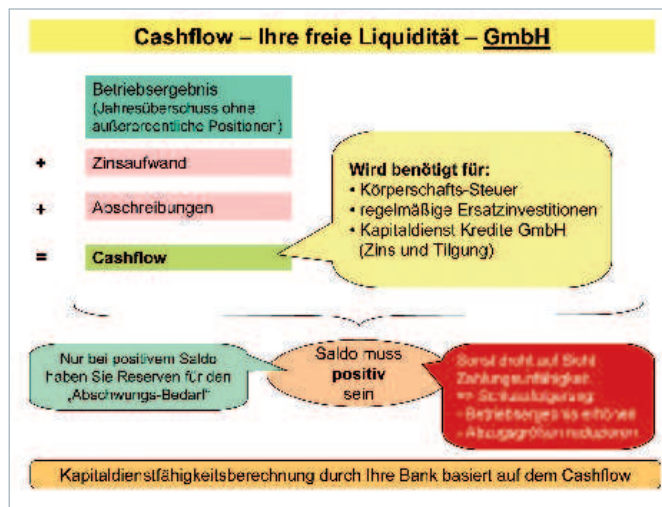 Cashflow – Ihre freie Liquidität – GmbH
Betriebsergebnis
(Jahresüberschuss ohne
außerordentliche Positionen)
+ Zinsaufwand
+ Abschreibungen
= Cashflow
Wird benötigt für:
• Körperschafts-Steuer
• regelmäßige Ersatzinvestitionen
• Kapitaldienst Kredite GmbH
(Zins und Tilgung)
Nur bei positivem Saldo
haben Sie Reserven für den
„Abschwungs-Bedarf“
Saldo muss
positiv
sein
Sonst droht auf Sicht
Zahlungsunfähigkeit
=> Schlussfolgerung:
- Betriebsergebnis erhöhen
- Abzugsgrößen reduzieren
Kapitaldienstfähigkeitsberechnung durch Ihre Bank basiert auf dem Cashflow